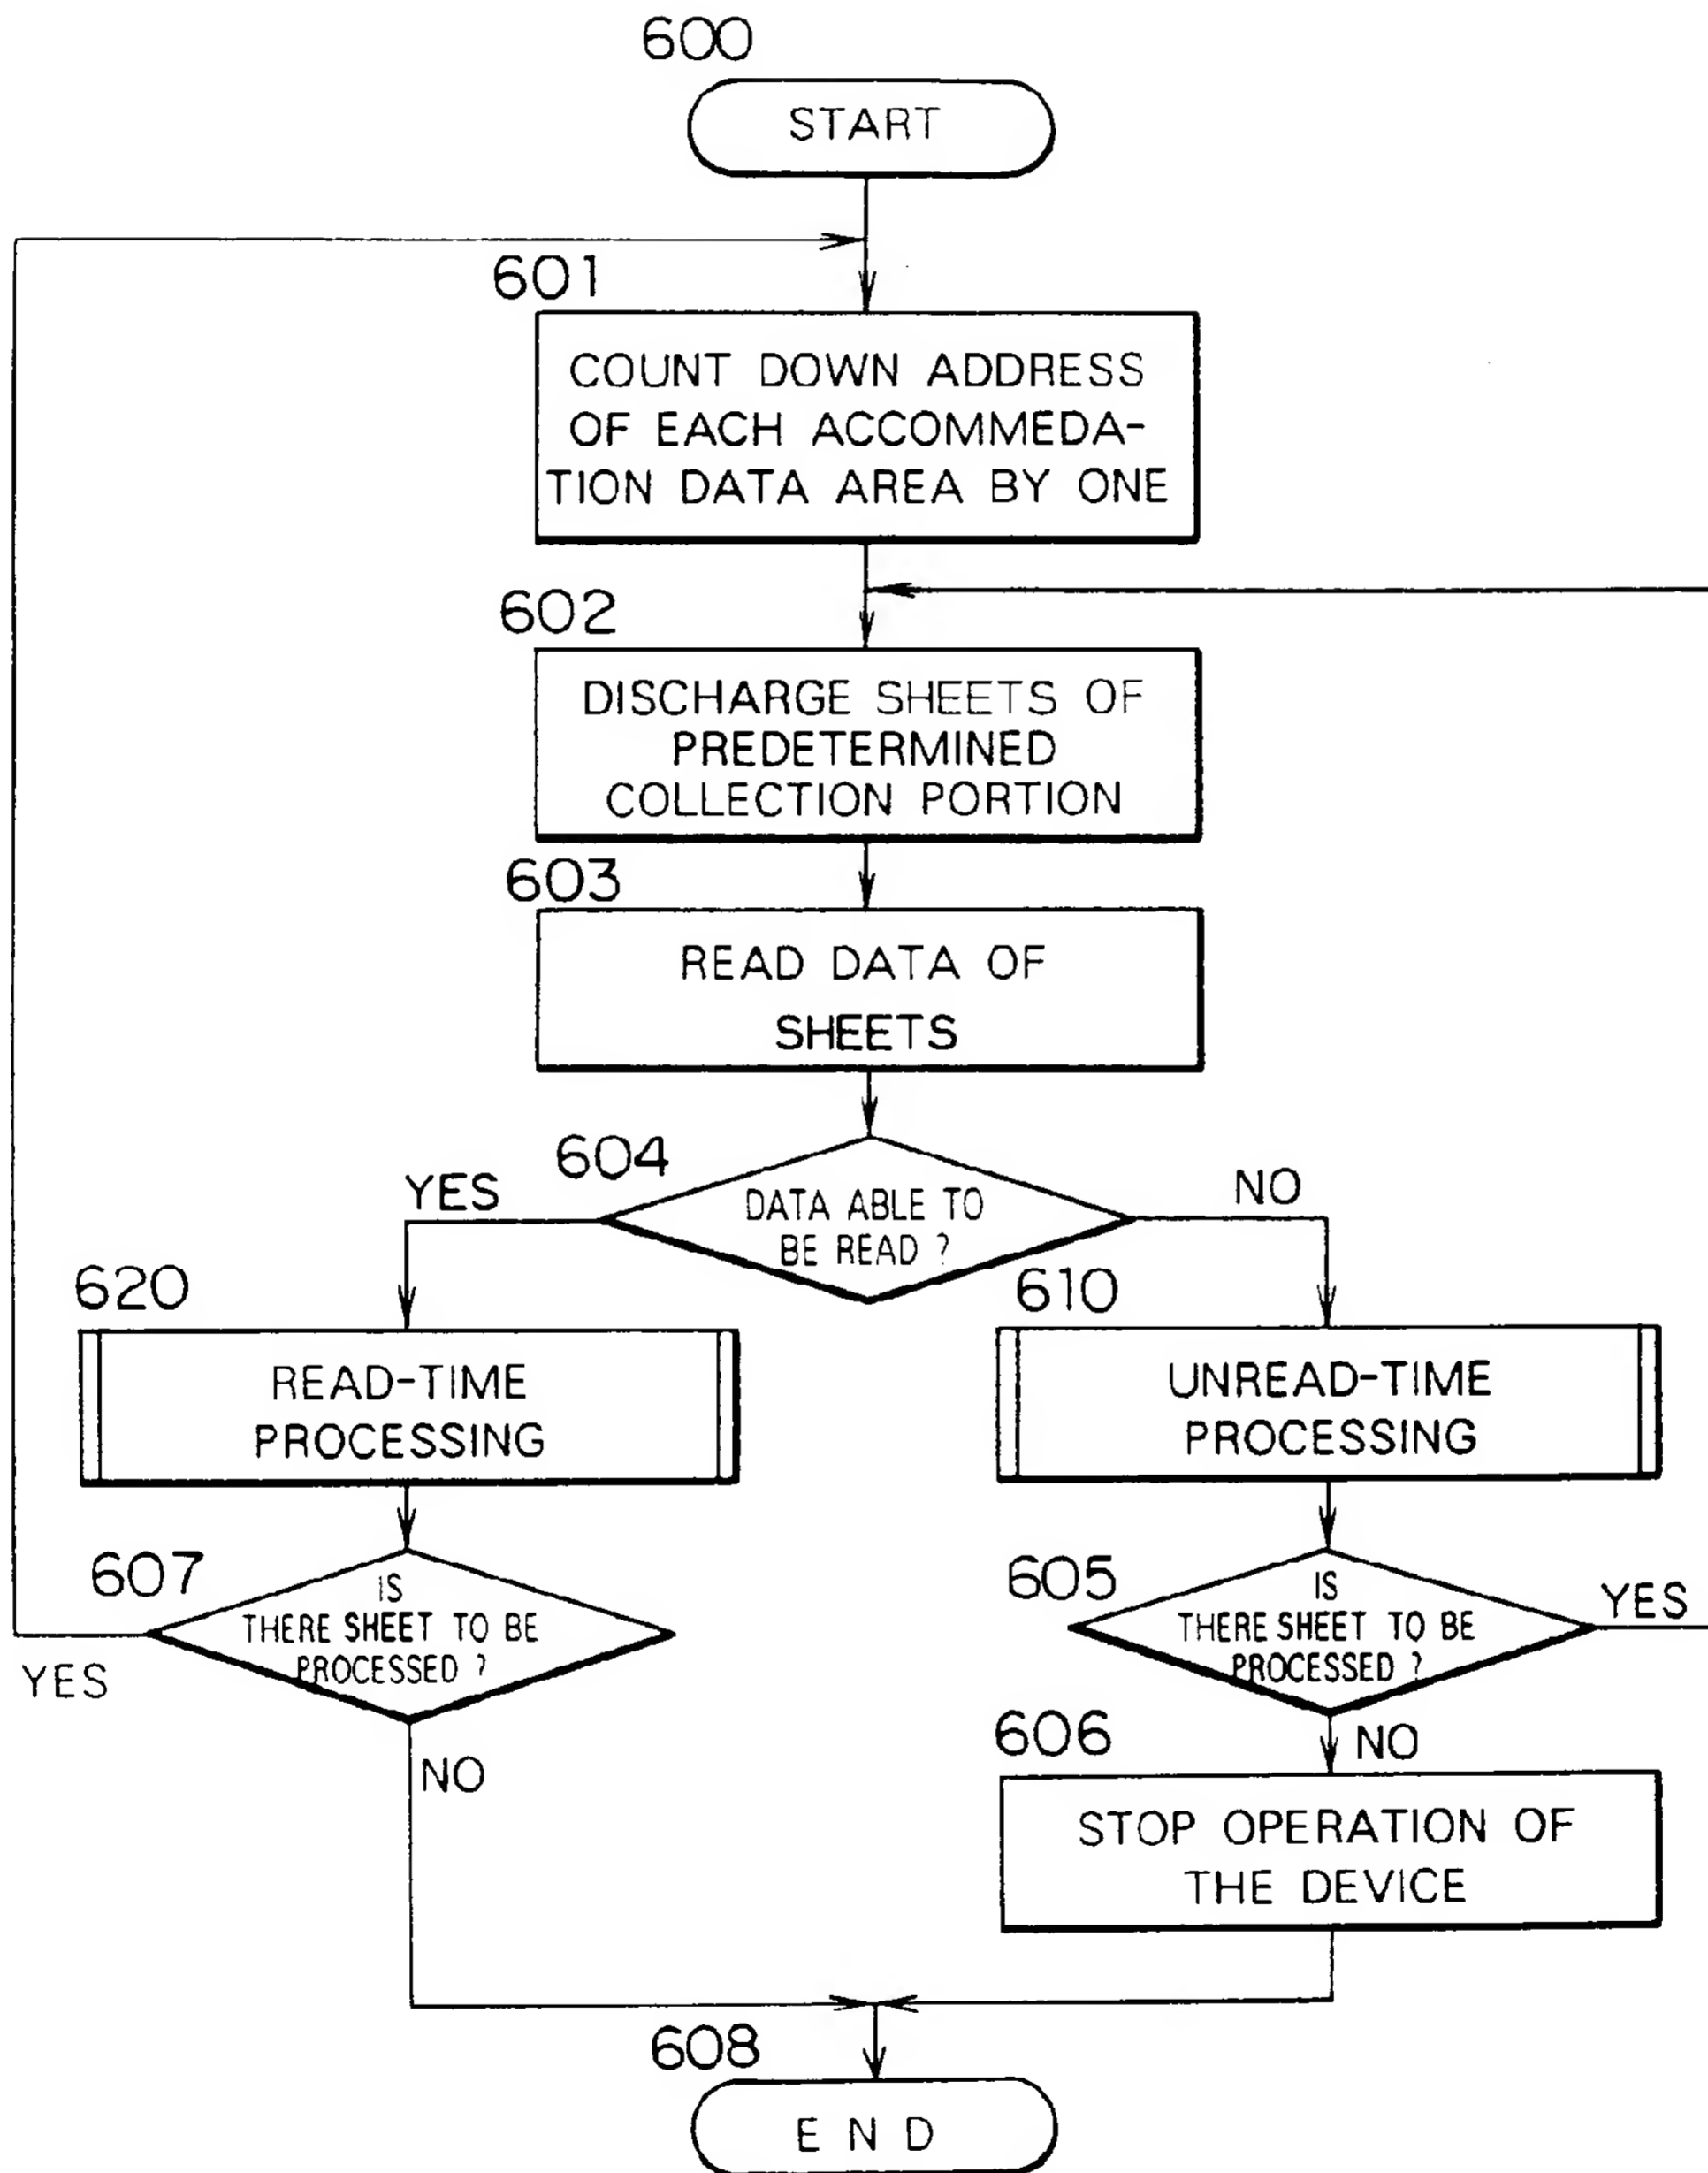 600
START
601
COUNT DOWN ADDRESS
OF EACH ACCOMMEDA-
TION DATA AREA BY ONE
602
DISCHARGE SHEETS OF
PREDETERMINED
COLLECTION PORTION
603
READ DATA OF
SHEETS
604
YES
DATA ABLE TO
BE READ ?
NO
620
READ-TIME
PROCESSING
610
UNREAD-TIME
PROCESSING
607
IS
THERE SHEET TO BE
PROCESSED ?
YES
NO
605
IS
THERE SHEET TO BE
PROCESSED ?
YES
NO
606
STOP OPERATION OF
THE DEVICE
608
END